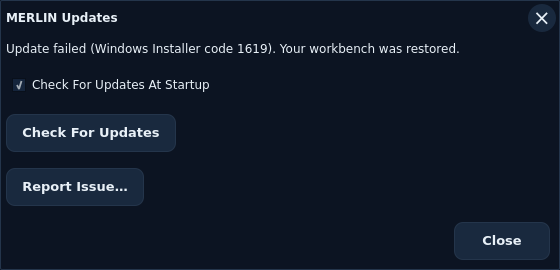 MERLIN Updates
Update failed (Windows Installer code 1619). Your workbench was restored.
Check For Updates At Startup
Check For Updates
Report Issue...
Close